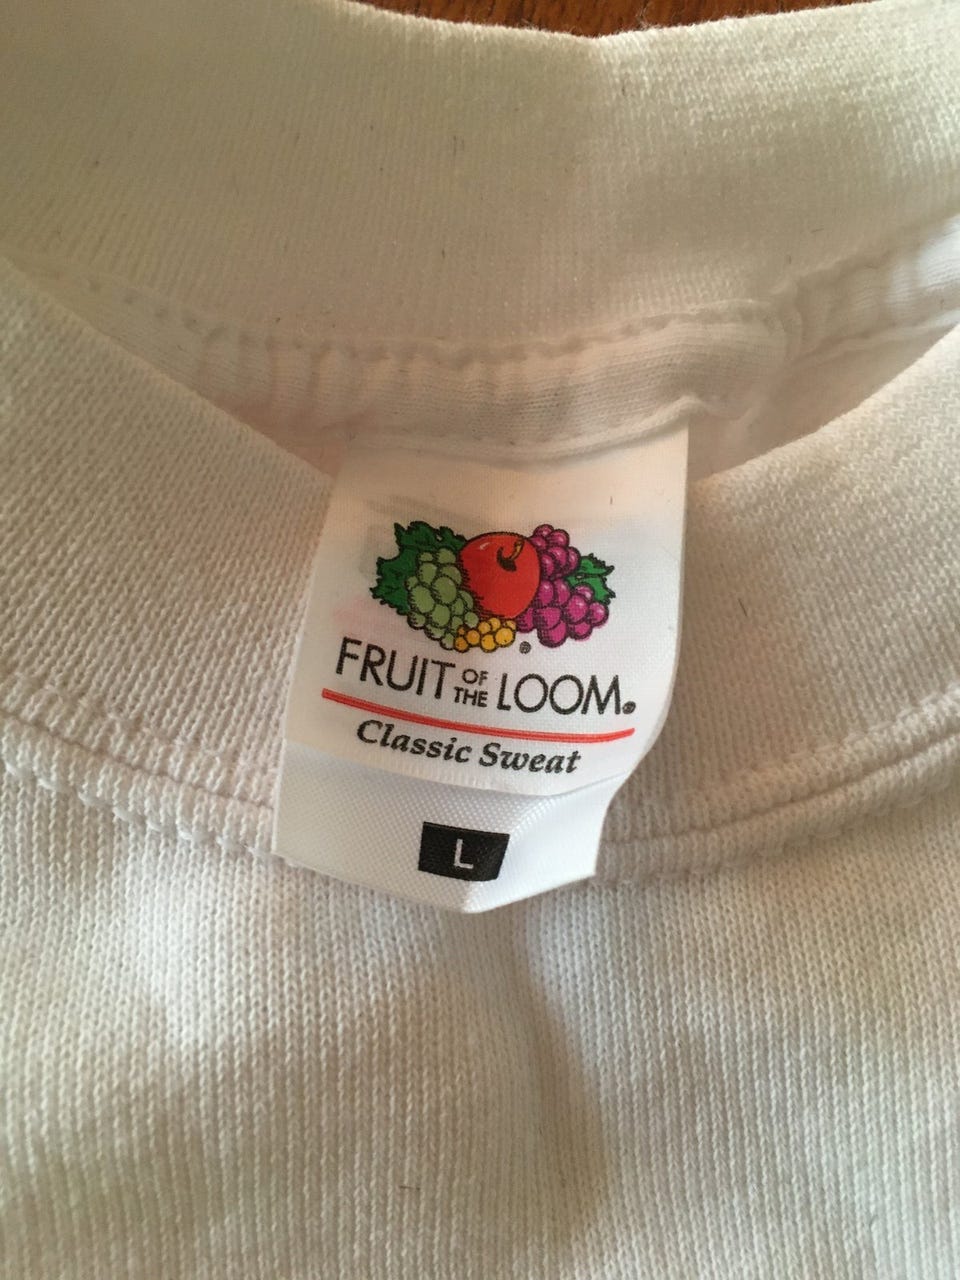 FRUIT OF THE LOOM®
Classic Sweat
L